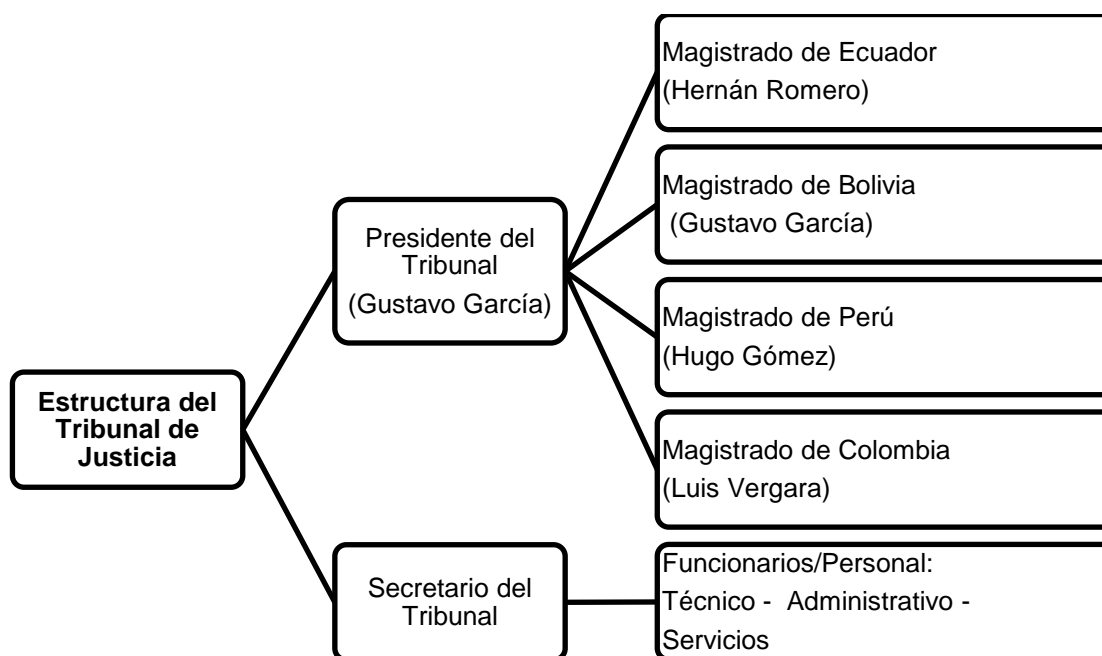 Estructura del
Tribunal de
Justicia
Presidente del
Tribunal
(Gustavo García)
Magistrado de Ecuador
(Hernán Romero)
Magistrado de Bolivia
(Gustavo García)
Magistrado de Perú
(Hugo Gómez)
Magistrado de Colombia
(Luis Vergara)
Secretario del
Tribunal
Funcionarios/Personal:
Técnico - Administrativo -
Servicios